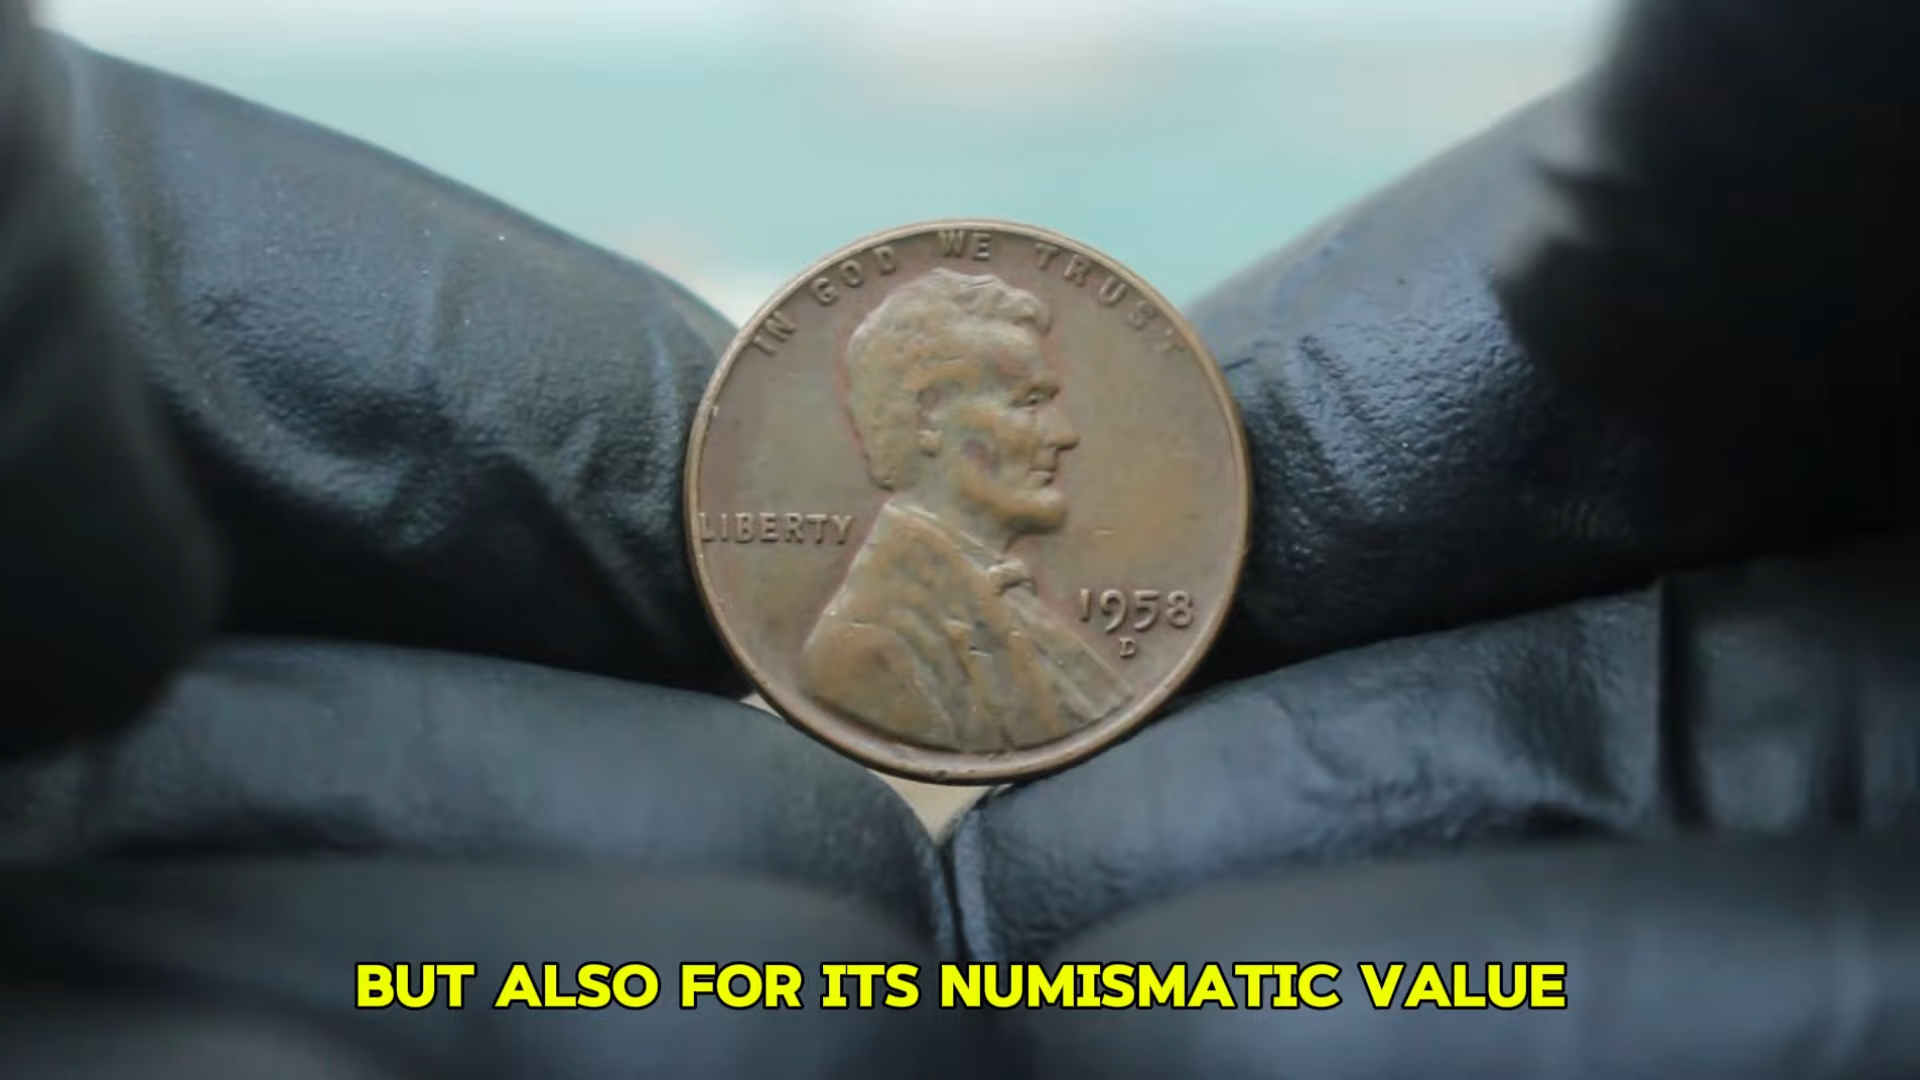 IN GOD WE TRUST
LIBERTY
1958
D
BUT ALSO FOR ITS NUMISMATIC VALUE